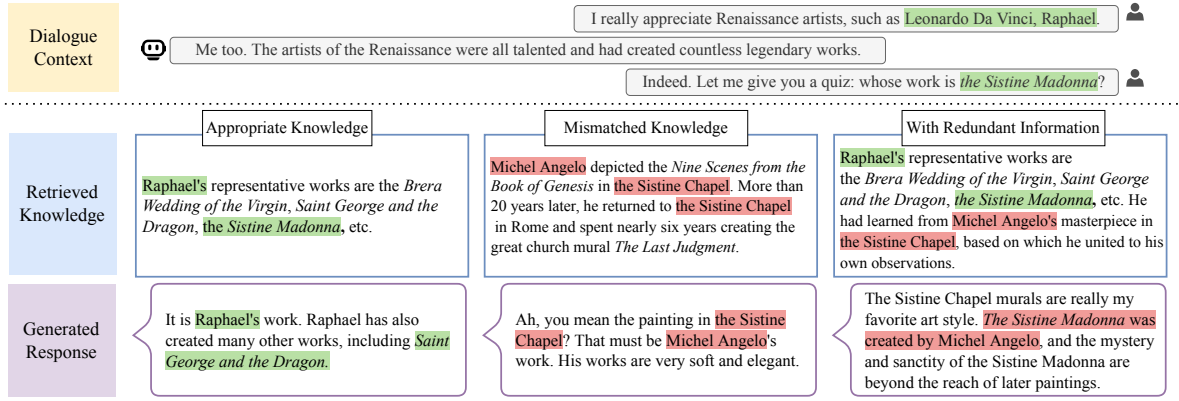 Dialogue
Context
I really appreciate Renaissance artists, such as Leonardo Da Vinci, Raphael.
Me too. The artists of the Renaissance were all talented and had created countless legendary works.
Indeed. Let me give you a quiz: whose work is the Sistine Madonna?
Retrieved
Knowledge
Appropriate Knowledge
Raphael's representative works are the Brera
Wedding of the Virgin, Saint George and the
Dragon, the Sistine Madonna, etc.
Mismatched Knowledge
Michel Angelo depicted the Nine Scenes from the
Book of Genesis in the Sistine Chapel. More than
20 years later, he returned to the Sistine Chapel
in Rome and spent nearly six years creating the
great church mural The Last Judgment.
With Redundant Information
Raphael's representative works are
the Brera Wedding of the Virgin, Saint George
and the Dragon, the Sistine Madonna, etc. He
had learned from Michel Angelo's masterpiece in
the Sistine Chapel, based on which he united to his
own observations.
Generated
Response
It is Raphael's work. Raphael has also
created many other works, including Saint
George and the Dragon.
Ah, you mean the painting in the Sistine
Chapel? That must be Michel Angelo's
work. His works are very soft and elegant.
The Sistine Chapel murals are really my
favorite art style. The Sistine Madonna was
created by Michel Angelo, and the mystery
and sanctity of the Sistine Madonna are
beyond the reach of later paintings.